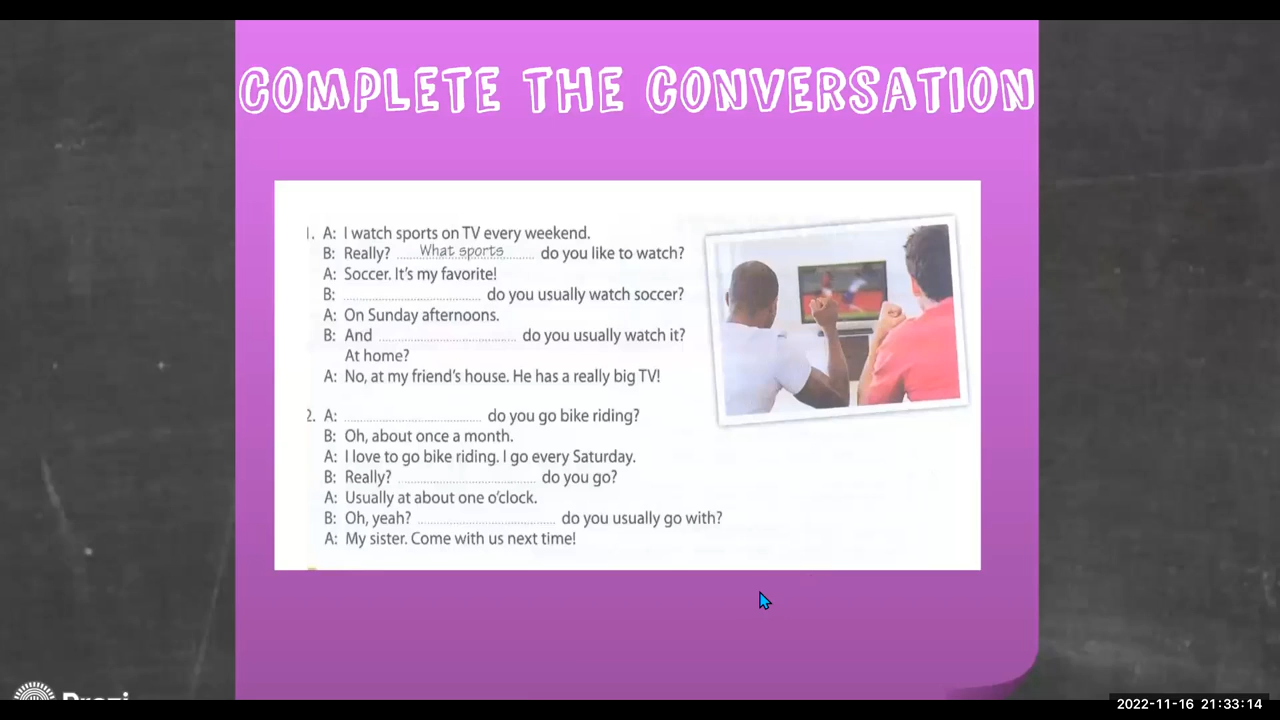 COMPLETE THE CONVERSATION
1. A: I watch sports on TV every weekend.
B: Really? What sports do you like to watch?
A: Soccer. It's my favorite!
B: ........................................ do you usually watch soccer?
A: On Sunday afternoons.
B: And ........................................ do you usually watch it?
At home?
A: No, at my friend's house. He has a really big TV!
2. A: ........................................ do you go bike riding?
B: Oh, about once a month.
A: I love to go bike riding. I go every Saturday.
B: Really? ........................................ do you go?
A: Usually at about one o'clock.
B: Oh, yeah? ........................................ do you usually go with?
A: My sister. Come with us next time!
2022-11-16 21:33:14